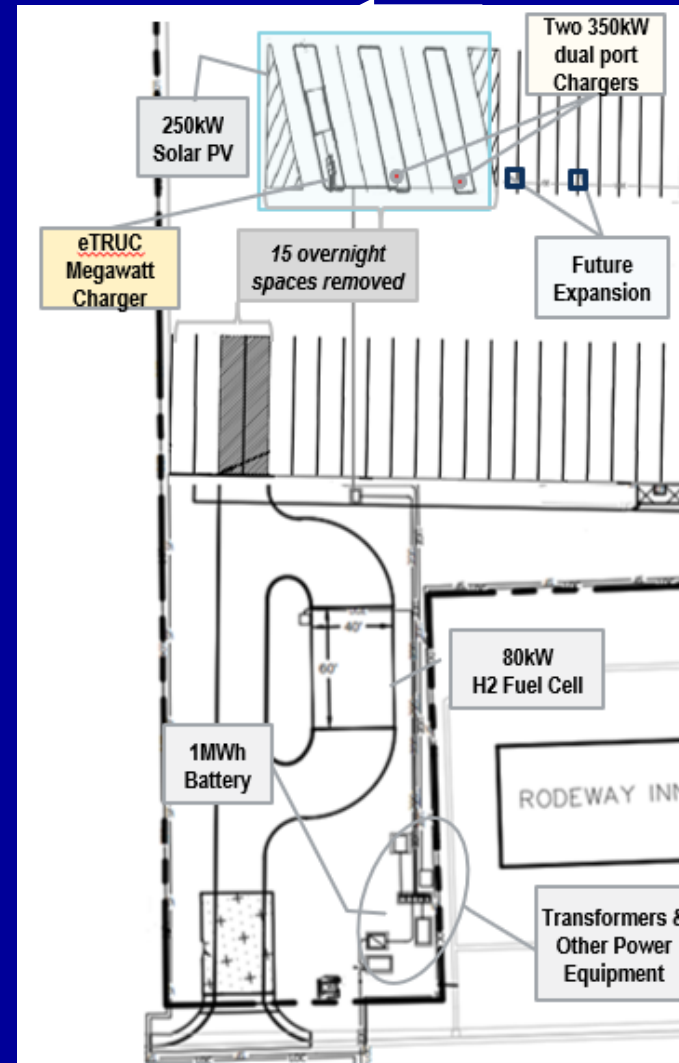 Two 350kW
dual port
Chargers
250kW
Solar PV
eTRUC
Megawatt
Charger
15 overnight
spaces removed
Future
Expansion
40'
60'
80kW
H2 Fuel Cell
1MWh
Battery
RODEWAY INN
Transformers &
Other Power
Equipment